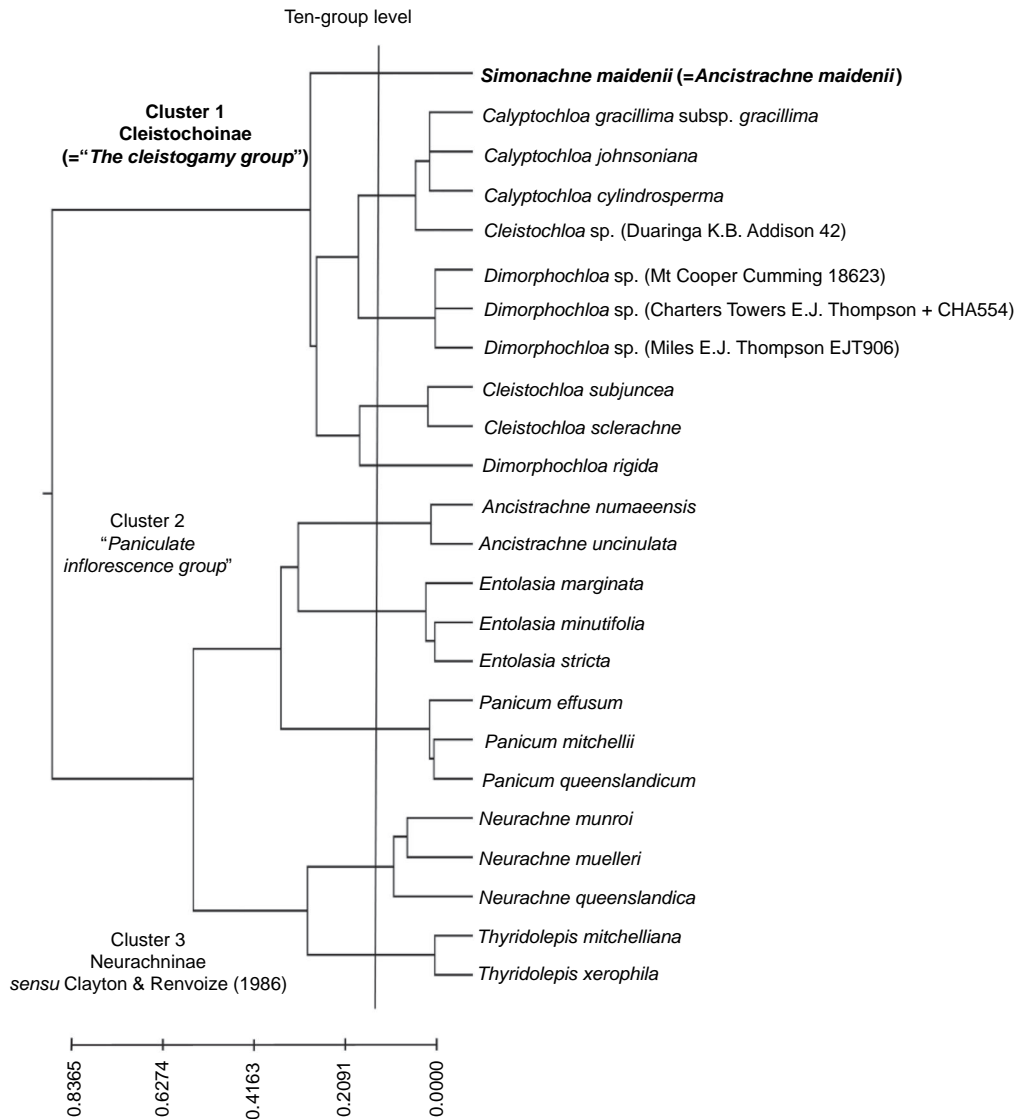 Ten-group level
Simonachne maidenii (=Ancistrachne maidenii)
Cluster 1
Cleistochoinae
(=“The cleistogamy group”)
Calyptochloa gracillima subsp. gracillima
Calyptochloa johnsoniana
Calyptochloa cylindrosperma
Cleistochloa sp. (Duaringa K.B. Addison 42)
Dimorphochloa sp. (Mt Cooper Cumming 18623)
Dimorphochloa sp. (Charters Towers E.J. Thompson + CHA554)
Dimorphochloa sp. (Miles E.J. Thompson EJT906)
Cleistochloa subjuncea
Cleistochloa sclerachne
Dimorphochloa rigida
Cluster 2
“Paniculate
inflorescence group”
Ancistrachne numaeensis
Ancistrachne uncinulata
Entolasia marginata
Entolasia minutifolia
Entolasia stricta
Panicum effusum
Panicum mitchellii
Panicum queenslandicum
Neurachne munroi
Neurachne muelleri
Neurachne queenslandica
Thyridolepis mitchelliana
Thyridolepis xerophila
Cluster 3
Neurachninae
sensu Clayton & Renvoize (1986)
0.8365
0.6274
0.4163
0.2091
0.0000